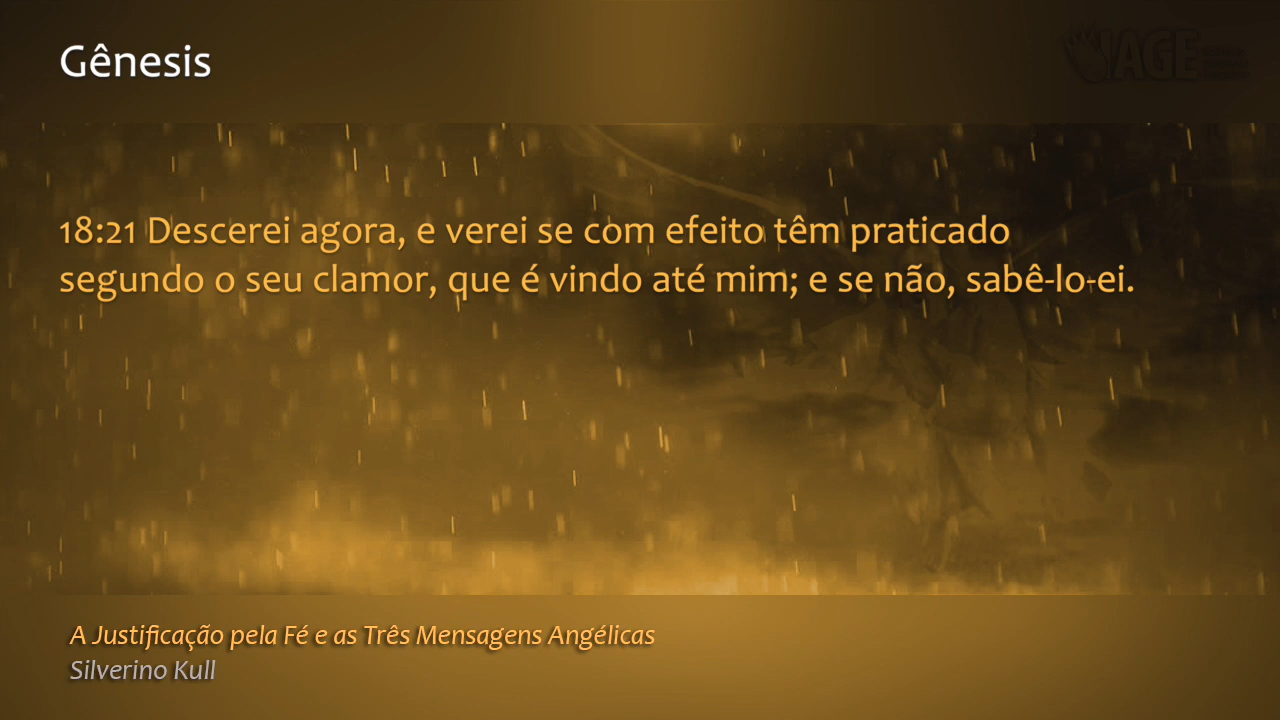 Gênesis
IAGE
18:21 Descerei agora, e verei se com efeito têm praticado
segundo o seu clamor, que é vindo até mim; e se não, sabê-lo-ei.
A Justificação pela Fé e as Três Mensagens Angélicas
Silverino Kull